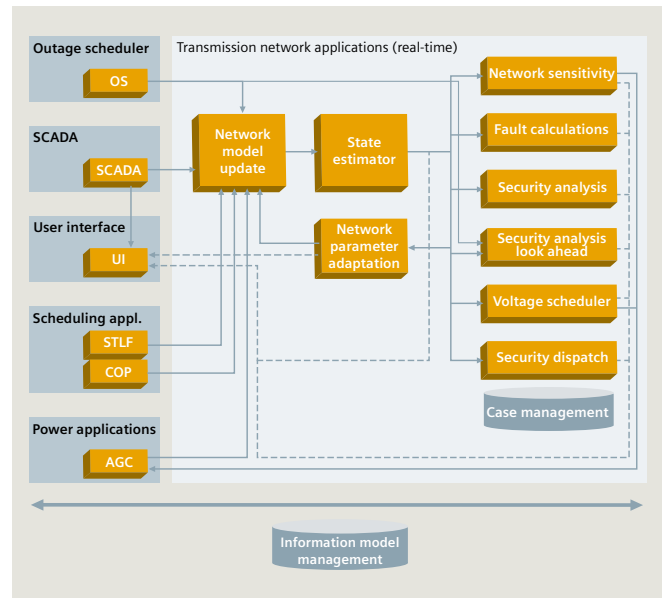 Outage scheduler
OS
SCADA
SCADA
User interface
UI
Scheduling appl.
STLF
COP
Power applications
AGC
Transmission network applications (real-time)
Network
model
update
State
estimator
Network
parameter
adaptation
Network sensitivity
Fault calculations
Security analysis
Security analysis
look ahead
Voltage scheduler
Security dispatch
Case management
Information model
management